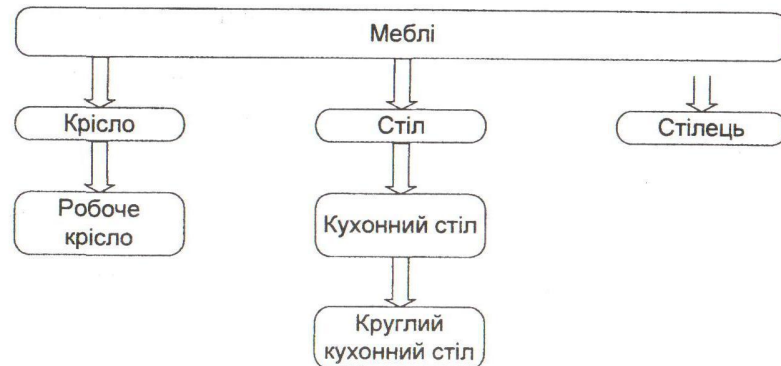 Меблі
Крісло
Стіл
Стілець
Робоче
крісло
Кухонний стіл
Круглий
кухонний стіл